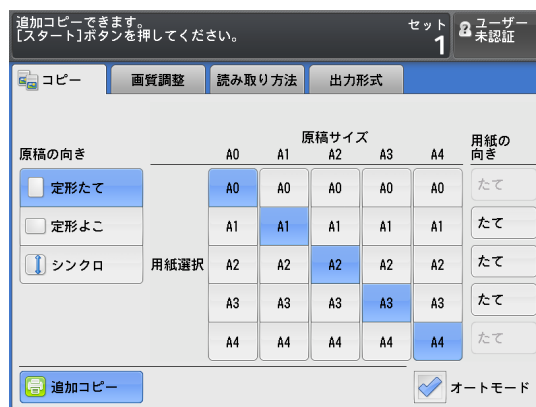 追加コピーできます。
[スタート]ボタンを押してください。
セット
1
ユーザー
未認証
コピー
画質調整
読み取り方法
出力形式
原稿の向き
原稿サイズ
用紙の
向き
A0 A1 A2 A3 A4
定形たて
A0 A0 A0 A0 A0
たて
定形よこ
A1 A1 A1 A1 A1
たて
シンクロ
用紙選択
A2 A2 A2 A2 A2
たて
A3 A3 A3 A3 A3
たて
A4 A4 A4 A4 A4
たて
追加コピー
オートモード